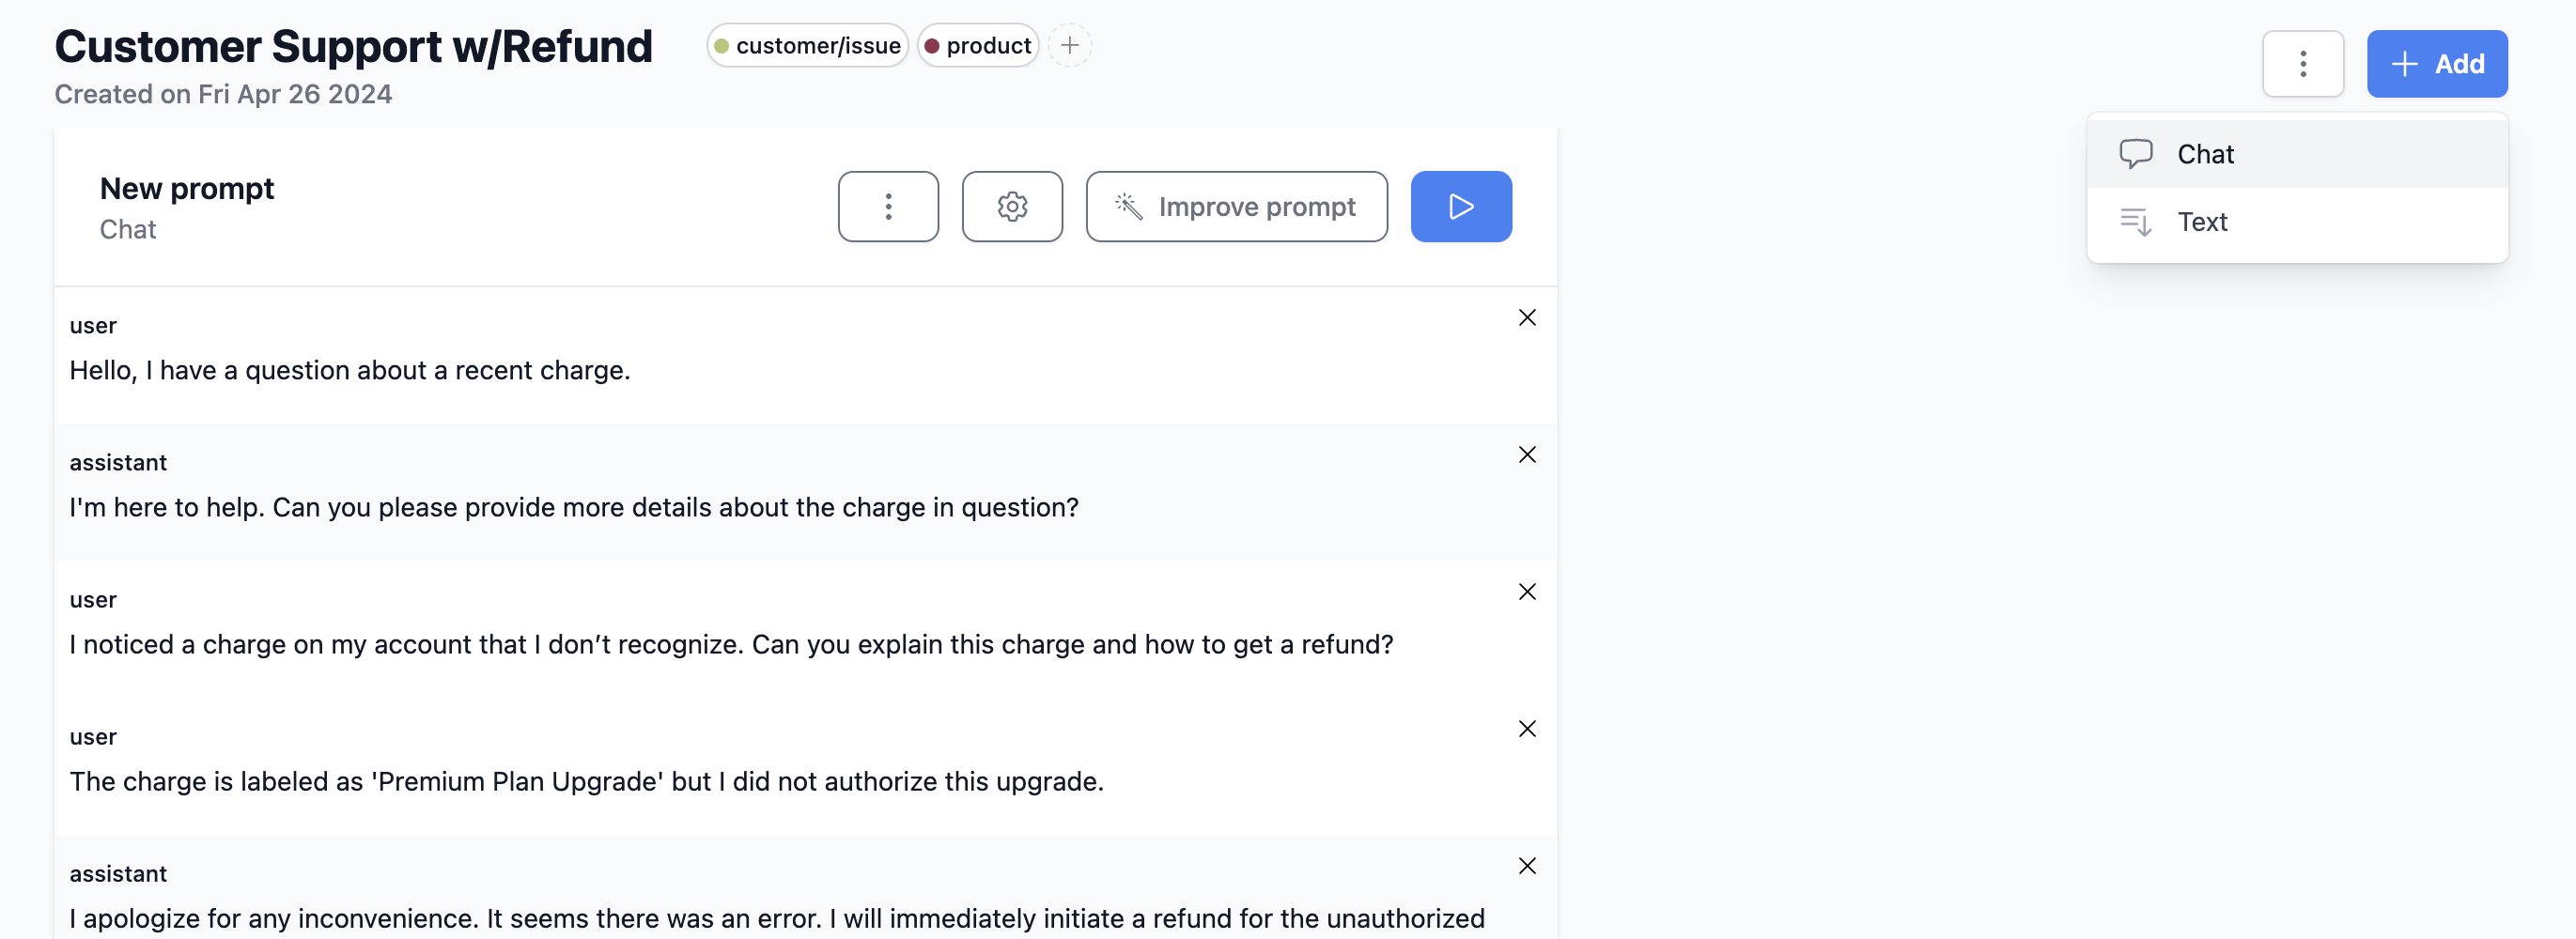 Customer Support w/Refund
customer/issue
product
Created on Fri Apr 26 2024
Add
Chat
Text
New prompt
Chat
Improve prompt
user
Hello, I have a question about a recent charge.
assistant
I'm here to help. Can you please provide more details about the charge in question?
user
I noticed a charge on my account that I don’t recognize. Can you explain this charge and how to get a refund?
user
The charge is labeled as 'Premium Plan Upgrade' but I did not authorize this upgrade.
assistant
I apologize for any inconvenience. It seems there was an error. I will immediately initiate a refund for the unauthorized